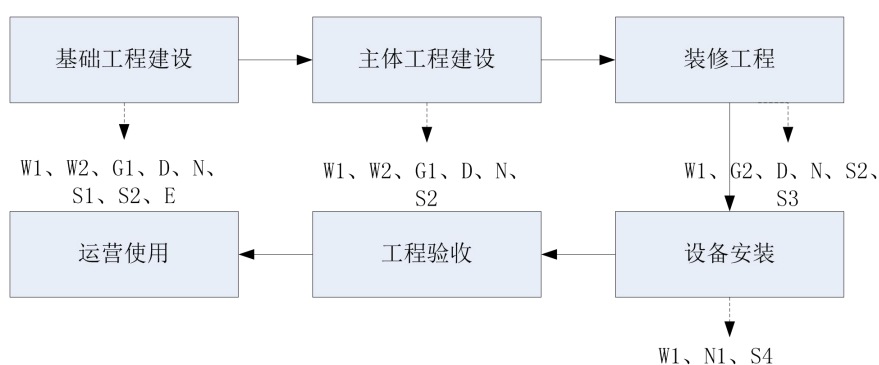 基础工程建设
主体工程建设
装修工程
W1、W2、G1、D、N、
S1、S2、E
W1、W2、G1、D、N、
S2
W1、G2、D、N、S2、
S3
运营使用
工程验收
设备安装
W1、N1、S4